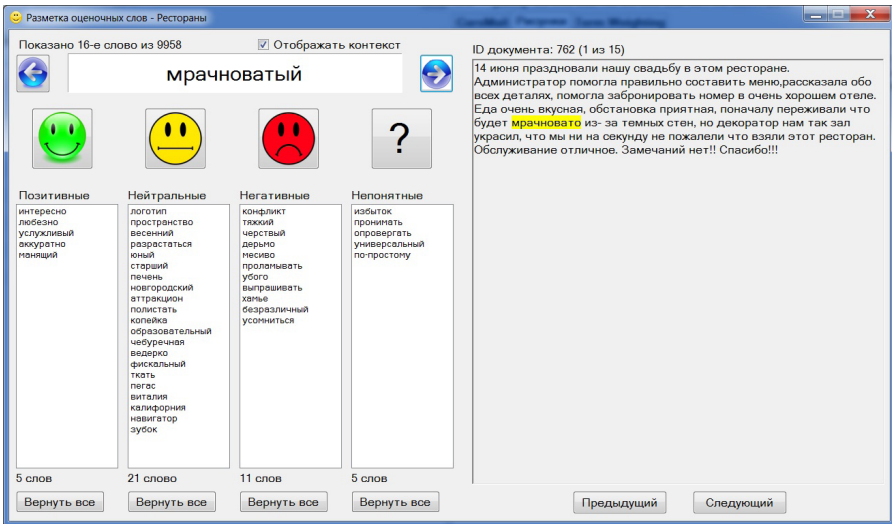 Разметка оценочных слов - Рестораны
Показано 16-е слово из 9958
Отображать контекст
мрачноватый
?
Позитивные
интересно
любезно
услужливый
аккуратно
манящий
5 слов
Вернуть все
Нейтральные
логотип
пространство
весенний
разрастаться
юный
старший
печень
новгородский
аттракцион
полистать
копейка
образовательный
чебуречная
ведерко
фискальный
ткать
пегас
виталия
калифорния
навигатор
зубок
21 слово
Вернуть все
Негативные
конфликт
тяжкий
черствый
дерьмо
месиво
проламывать
убого
выпрашивать
хамье
безразличный
усомниться
11 слов
Вернуть все
Непонятные
избыток
пронимать
опровергать
универсальный
по-простому
5 слов
Вернуть все
ID документа: 762 (1 из 15)
14 июня праздновали нашу свадьбу в этом ресторане.
Администратор помогла правильно составить меню,рассказала обо
всех деталях, помогла забронировать номер в очень хорошем отеле.
Еда очень вкусная, обстановка приятная, поначалу переживали что
будет мрачновато из- за темных стен, но декоратор нам так зал
украсил, что мы ни на секунду не пожалели что взяли этот ресторан.
Обслуживание отличное. Замечаний нет!! Спасибо!!!
Предыдущий
Следующий